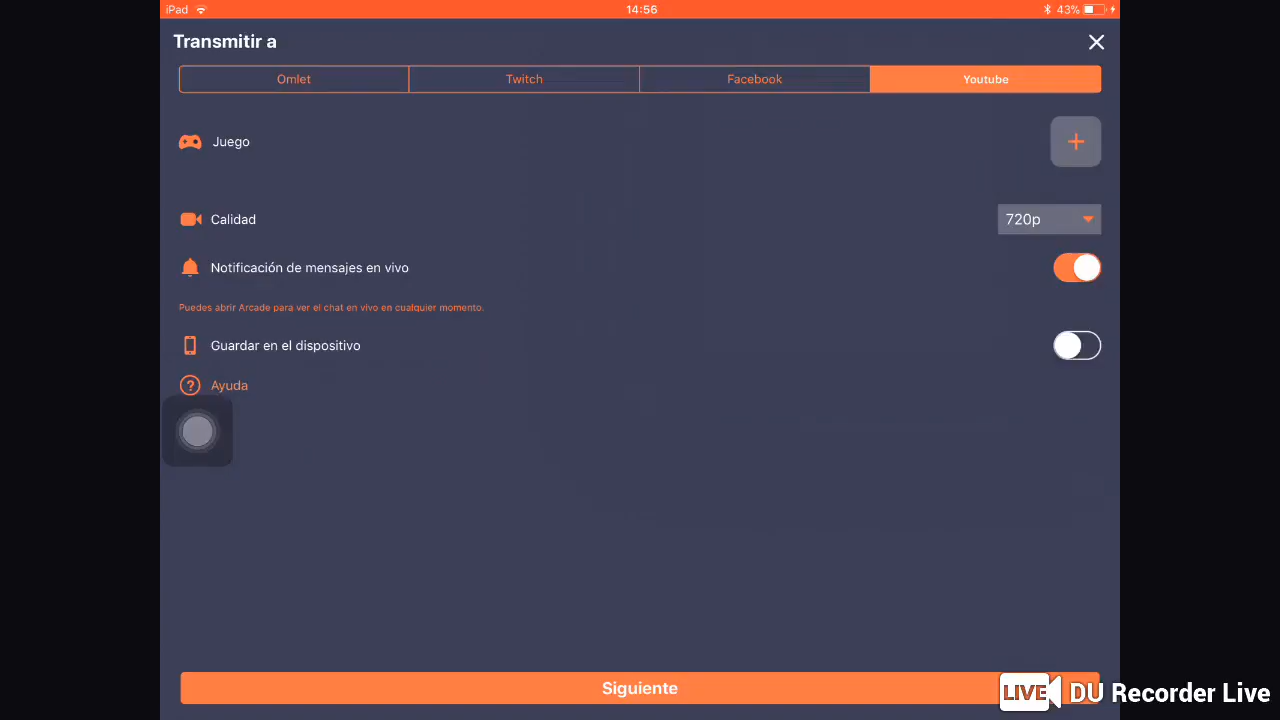 iPad 14:56 43%
Transmitir a
Omlet Twitch Facebook Youtube
Juego
Calidad 720p
Notificación de mensajes en vivo
Puedes abrir Arcade para ver el chat en vivo en cualquier momento.
Guardar en el dispositivo
? Ayuda
Siguiente
LIVE DU Recorder Live